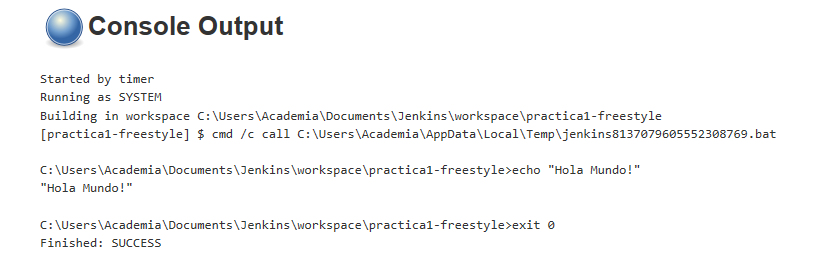 Console Output
Started by timer
Running as SYSTEM
Building in workspace C:\Users\Academia\Documents\Jenkins\workspace\practica1-freestyle
[practica1-freestyle] $ cmd /c call C:\Users\Academia\AppData\Local\Temp\jenkins8137079605552308769.bat
C:\Users\Academia\Documents\Jenkins\workspace\practica1-freestyle>echo "Hola Mundo!"
"Hola Mundo!"
C:\Users\Academia\Documents\Jenkins\workspace\practica1-freestyle>exit 0
Finished: SUCCESS